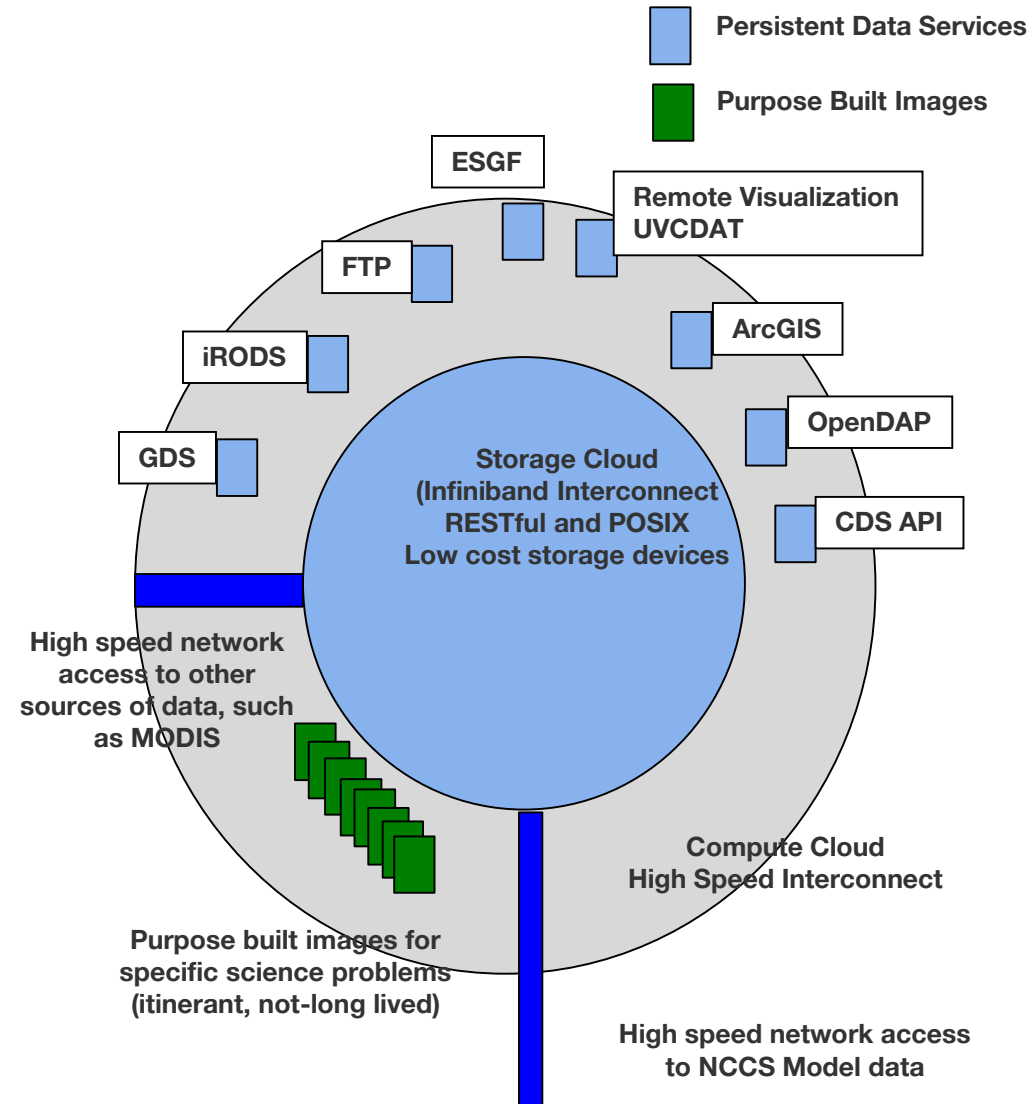 Persistent Data Services
Purpose Built Images
ESGF
Remote Visualization
UVCDAT
FTP
ArcGIS
iRODS
OpenDAP
GDS
CDS API
Storage Cloud
(Infiniband Interconnect
RESTful and POSIX
Low cost storage devices
High speed network
access to other
sources of data, such
as MODIS
Compute Cloud
High Speed Interconnect
Purpose built images for
specific science problems
(itinerant, not-long lived)
High speed network access
to NCCS Model data